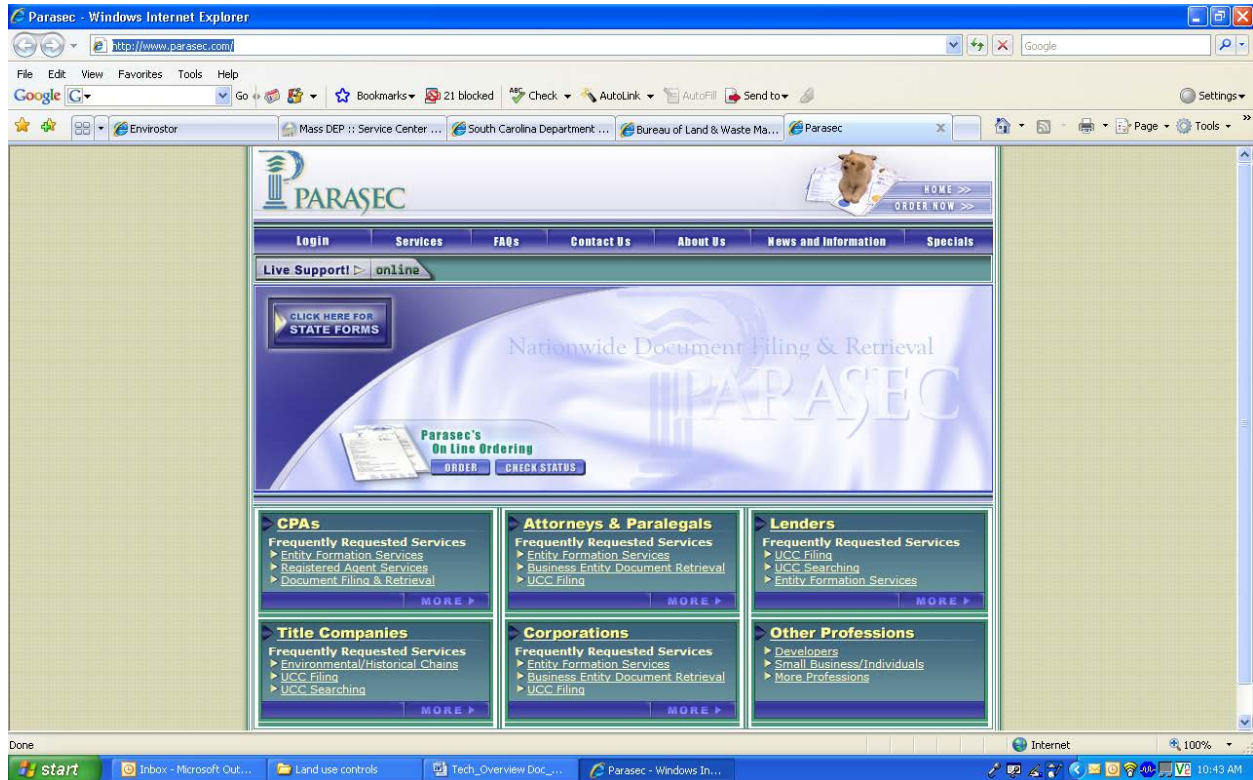 Parasec - Windows Internet Explorer
http://www.parasec.com/
Google
File Edit View Favorites Tools Help
Google G Go Bookmarks 21 blocked ABC Check AutoLink AutoFill Send to Settings
Envirostor Mass DEP :: Service Center ... South Carolina Department ... Bureau of Land & Waste Ma... Parasec x Page Tools »
PARASEC
HOME >>
ORDER NOW >>
Login Services FAQs Contact Us About Us News and Information Specials
Live Support! online
CLICK HERE FOR
STATE FORMS
Nationwide Document Filing & Retrieval
PARASEC
Parasec's
On Line Ordering
ORDER CHECK STATUS
CPAs
Frequently Requested Services
Entity Formation Services
Registered Agent Services
Document Filing & Retrieval
MORE
Attorneys & Paralegals
Frequently Requested Services
Entity Formation Services
Business Entity Document Retrieval
UCC Filing
MORE
Lenders
Frequently Requested Services
UCC Filing
UCC Searching
Entity Formation Services
MORE
Title Companies
Frequently Requested Services
Environmental/Historical Chains
UCC Filing
UCC Searching
MORE
Corporations
Frequently Requested Services
Entity Formation Services
Business Entity Document Retrieval
UCC Filing
MORE
Other Professions
Developers
Small Business/Individuals
More Professions
Done Internet 100%
start Inbox - Microsoft Out... Land use controls Tech_Overview Doc_... Parasec - Windows In... 10:43 AM